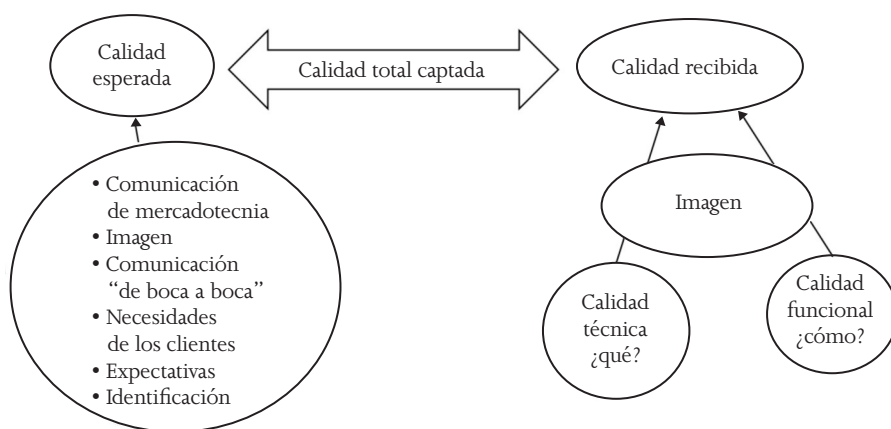 Calidad
esperada
Calidad total captada
Calidad recibida
• Comunicación
de mercadotecnia
• Imagen
• Comunicación
“de boca a boca”
• Necesidades
de los clientes
• Expectativas
• Identificación
Imagen
Calidad
técnica
¿qué?
Calidad
funcional
¿cómo?